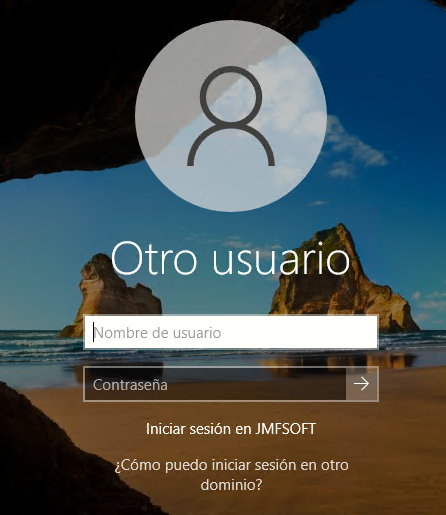 Otro usuario
Nombre de usuario
Contraseña
Iniciar sesión en JMFSOFT
¿Cómo puedo iniciar sesión en otro
dominio?